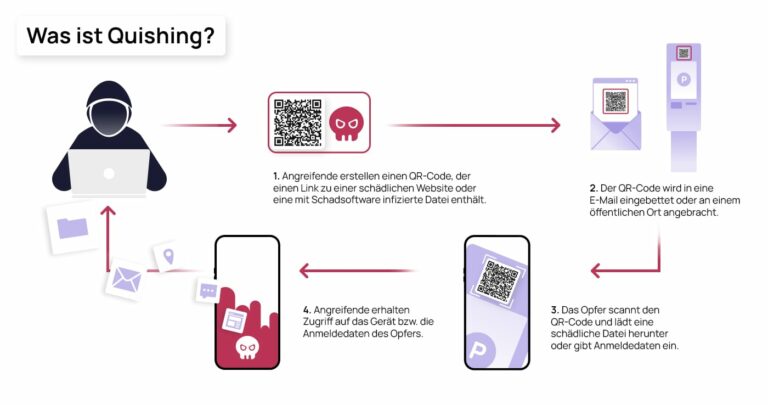 Was ist Quishing?
1. Angreifende erstellen einen QR-Code, der
einen Link zu einer schädlichen Website oder
eine mit Schadsoftware infizierte Datei enthält.
P
2. Der QR-Code wird in eine
E-Mail eingebettet oder an einem
öffentlichen Ort angebracht.
P
3. Das Opfer scannt den
QR-Code und lädt eine
schädliche Datei herunter
oder gibt Anmeldedaten ein.
4. Angreifende erhalten
Zugriff auf das Gerät bzw. die
Anmeldedaten des Opfers.